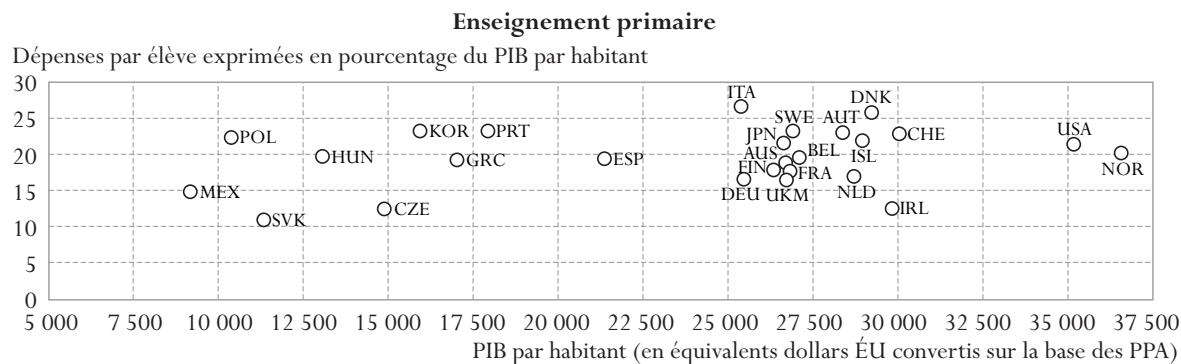 Enseignement primaire
Dépenses par élève exprimées en pourcentage du PIB par habitant
30
ITA
DNK
25
KOR
PRT
SWE
AUT
CHE
USA
POL
JPN
20
HUN
GRC
ESP
AUS
BEL
ISL
NOR
FIN
FRA
15
MEX
DEU
UKM
NLD
CZE
IRL
10
SVK
5
0
5 000 7 500 10 000 12 500 15 000 17 500 20 000 22 500 25 000 27 500 30 000 32 500 35 000 37 500
PIB par habitant (en équivalents dollars ÉU convertis sur la base des PPA)